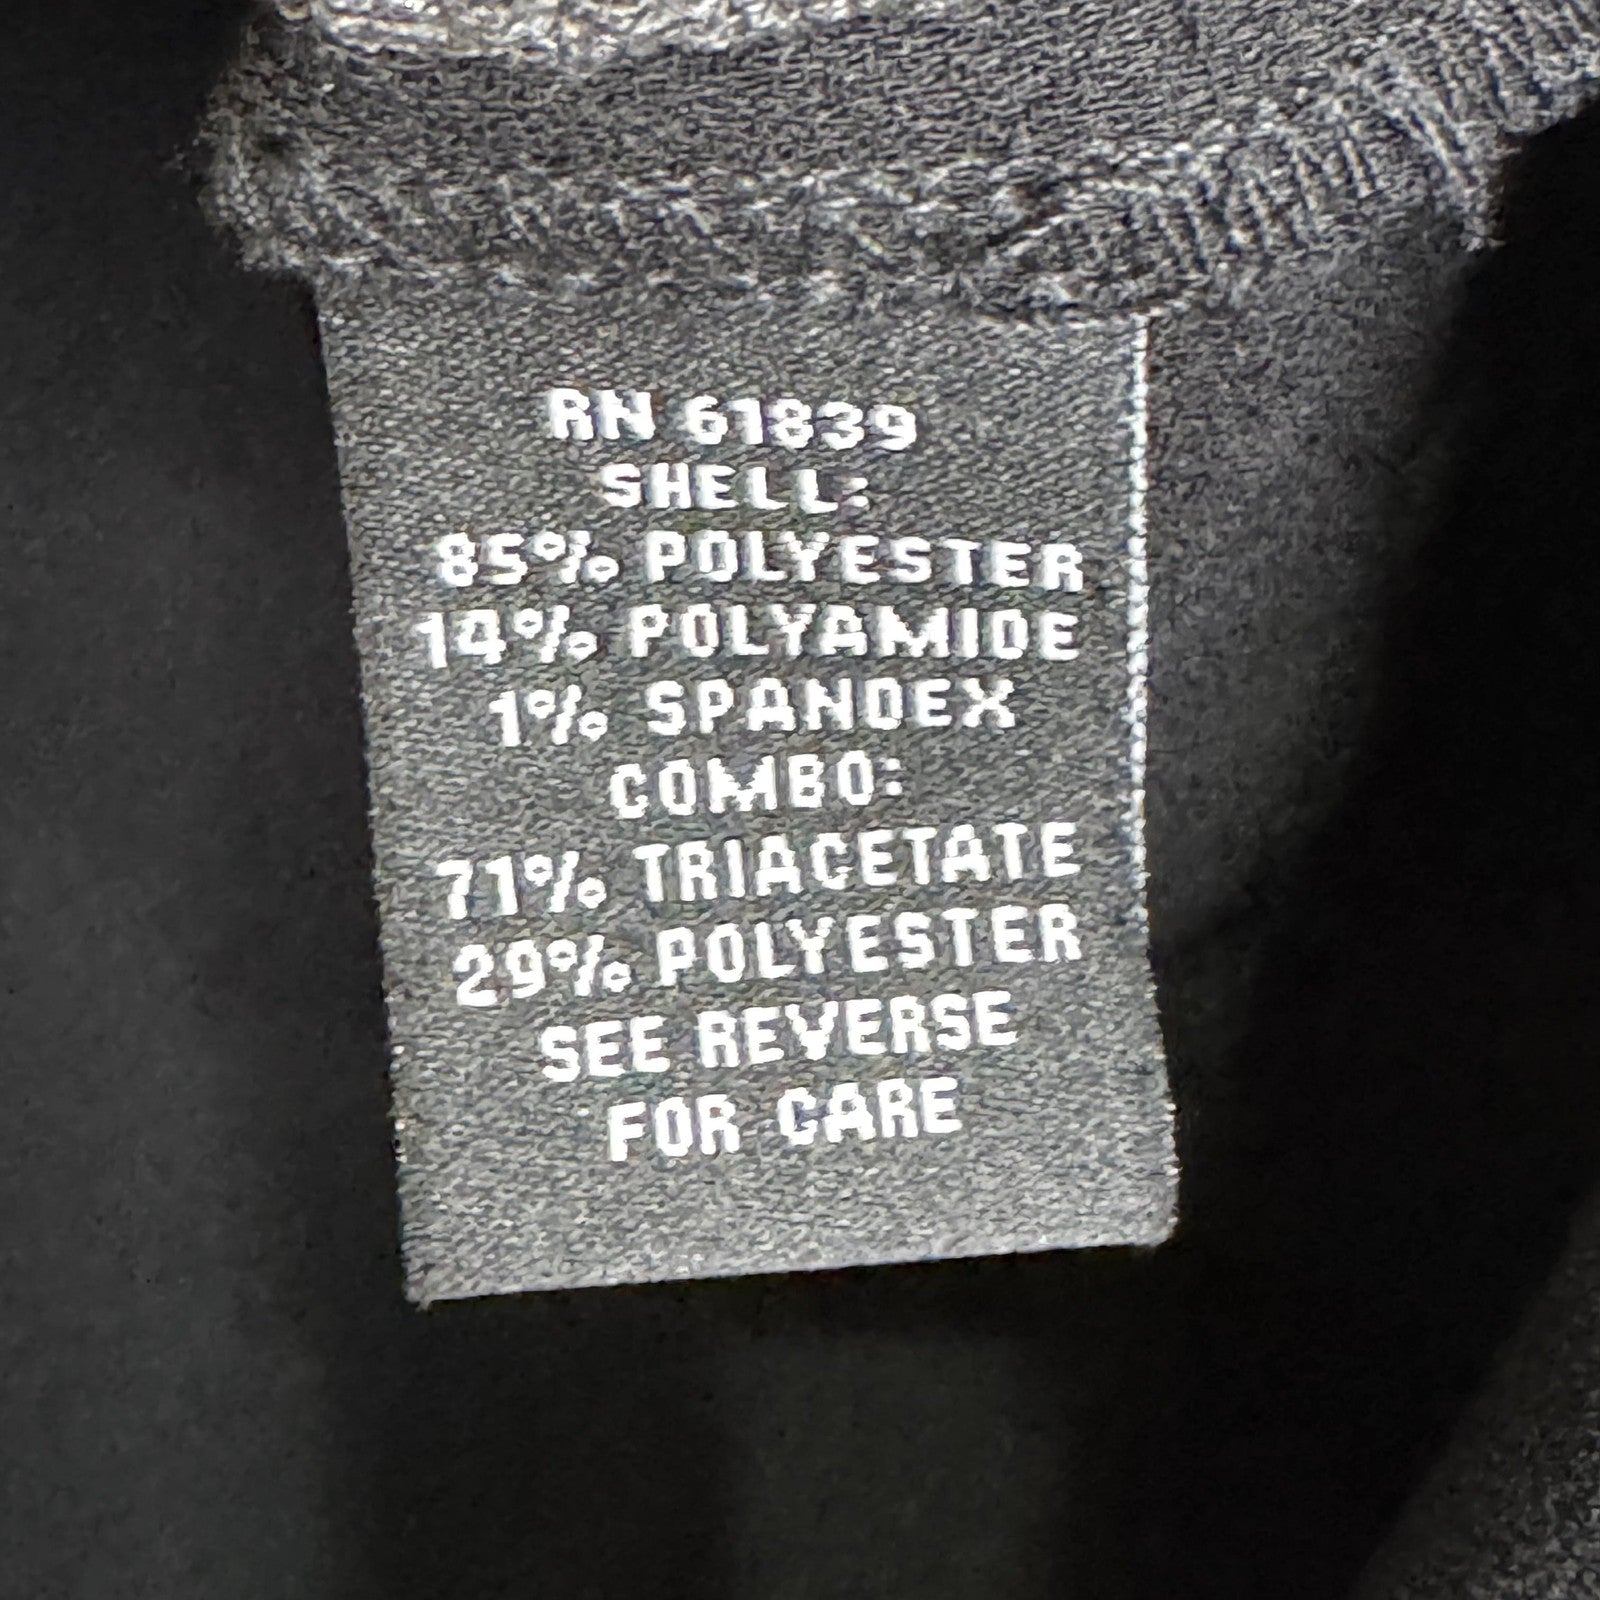 RN 61839
SHELL:
85% POLYESTER
14% POLYAMIDE
1% SPANDEX
COMBO:
71% TRIACETATE
29% POLYESTER
SEE REVERSE
FOR CARE